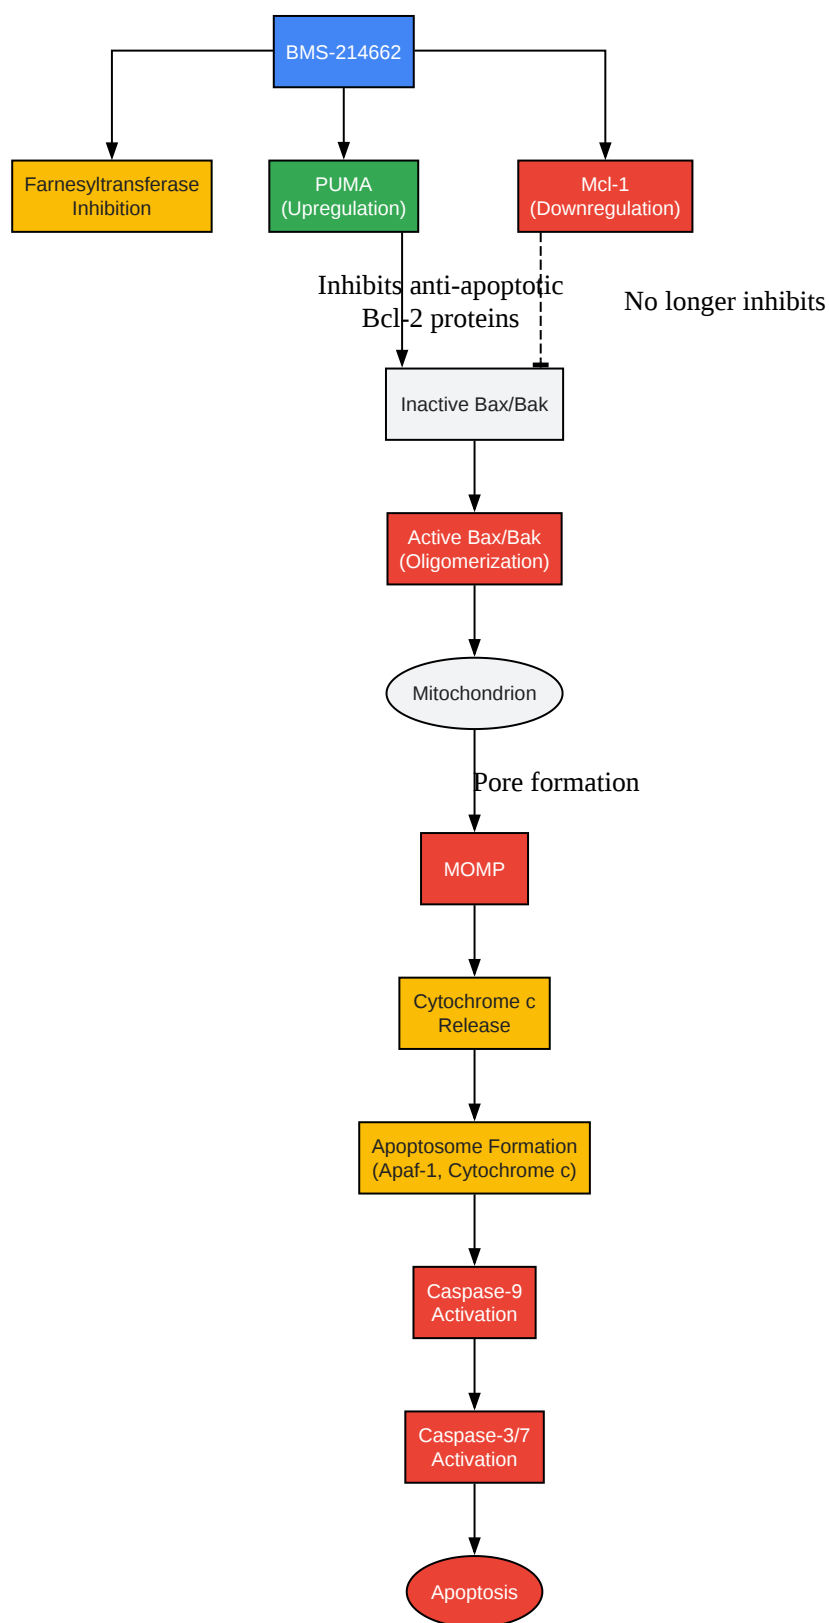 BMS-214662
Farnesyltransferase
Inhibition
PUMA
(Upregulation)
Mcl-1
(Downregulation)
Inhibits anti-apoptotic
Bcl-2 proteins
No longer inhibits
Inactive Bax/Bak
Active Bax/Bak
(Oligomerization)
Mitochondrion
Pore formation
MOMP
Cytochrome c
Release
Apoptosome Formation
(Apaf-1, Cytochrome c)
Caspase-9
Activation
Caspase-3/7
Activation
Apoptosis